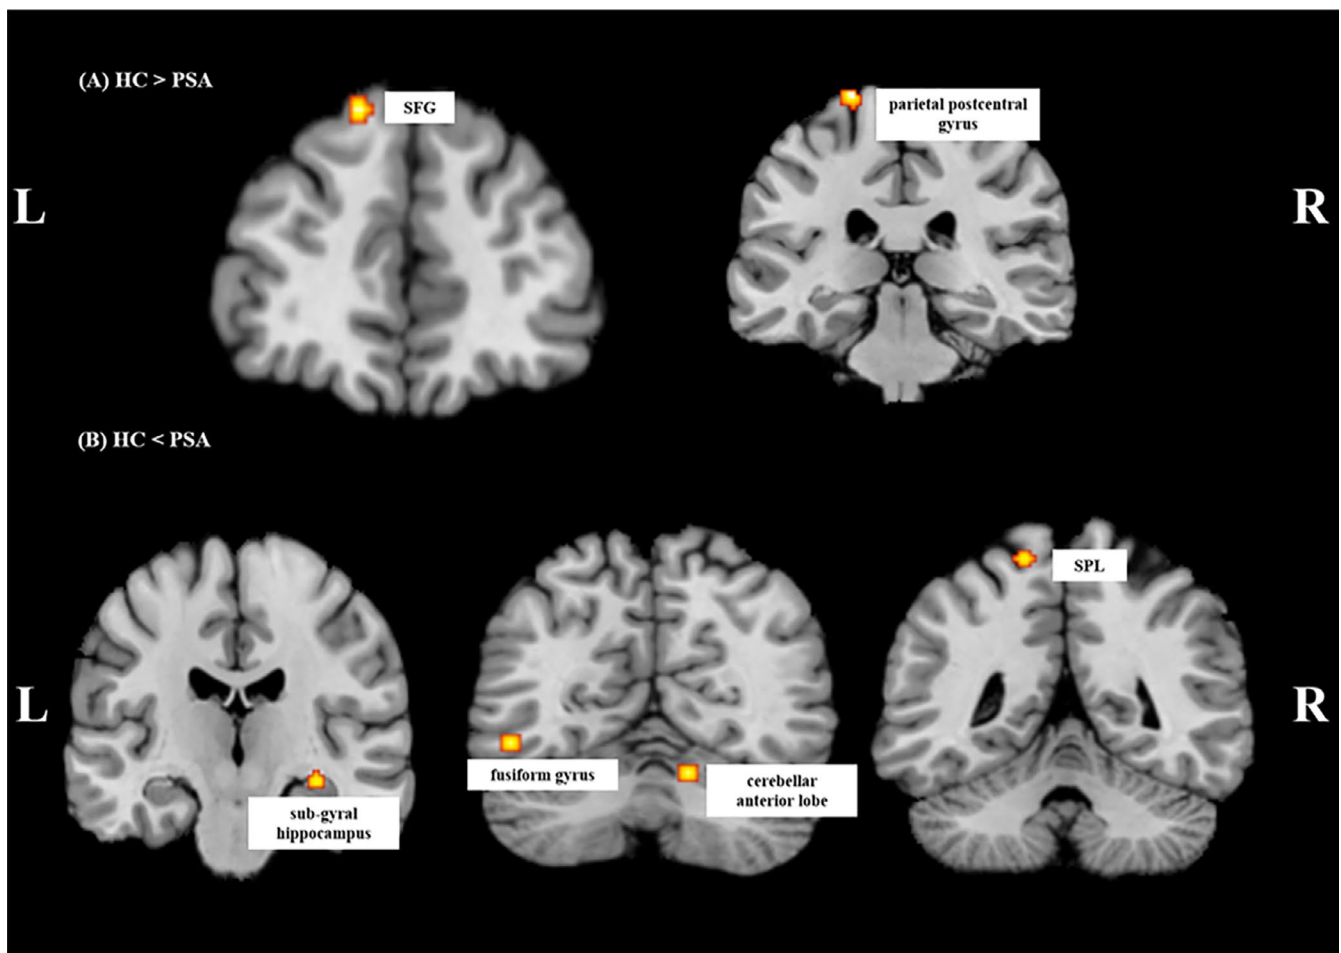 (A) HC > PSA
SFG
parietal postcentral
gyrus
L
R
(B) HC < PSA
SPL
L
R
fusiform gyrus
cerebellar
anterior lobe
sub-gyral
hippocampus